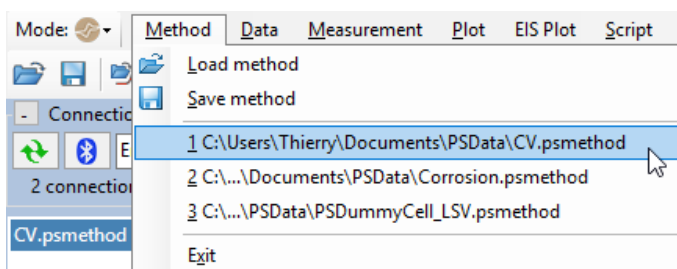 Mode:
Method Data Measurement Plot EIS Plot Script
Load method
Save method
- Connectio
1 C:\Users\Thierry\Documents\PSData\CV.psmethod
E
2 C:\...\Documents\PSData\Corrosion.psmethod
2 connection
3 C:\...\PSData\PSDummyCell_LSV.psmethod
CV.psmethod
Exit